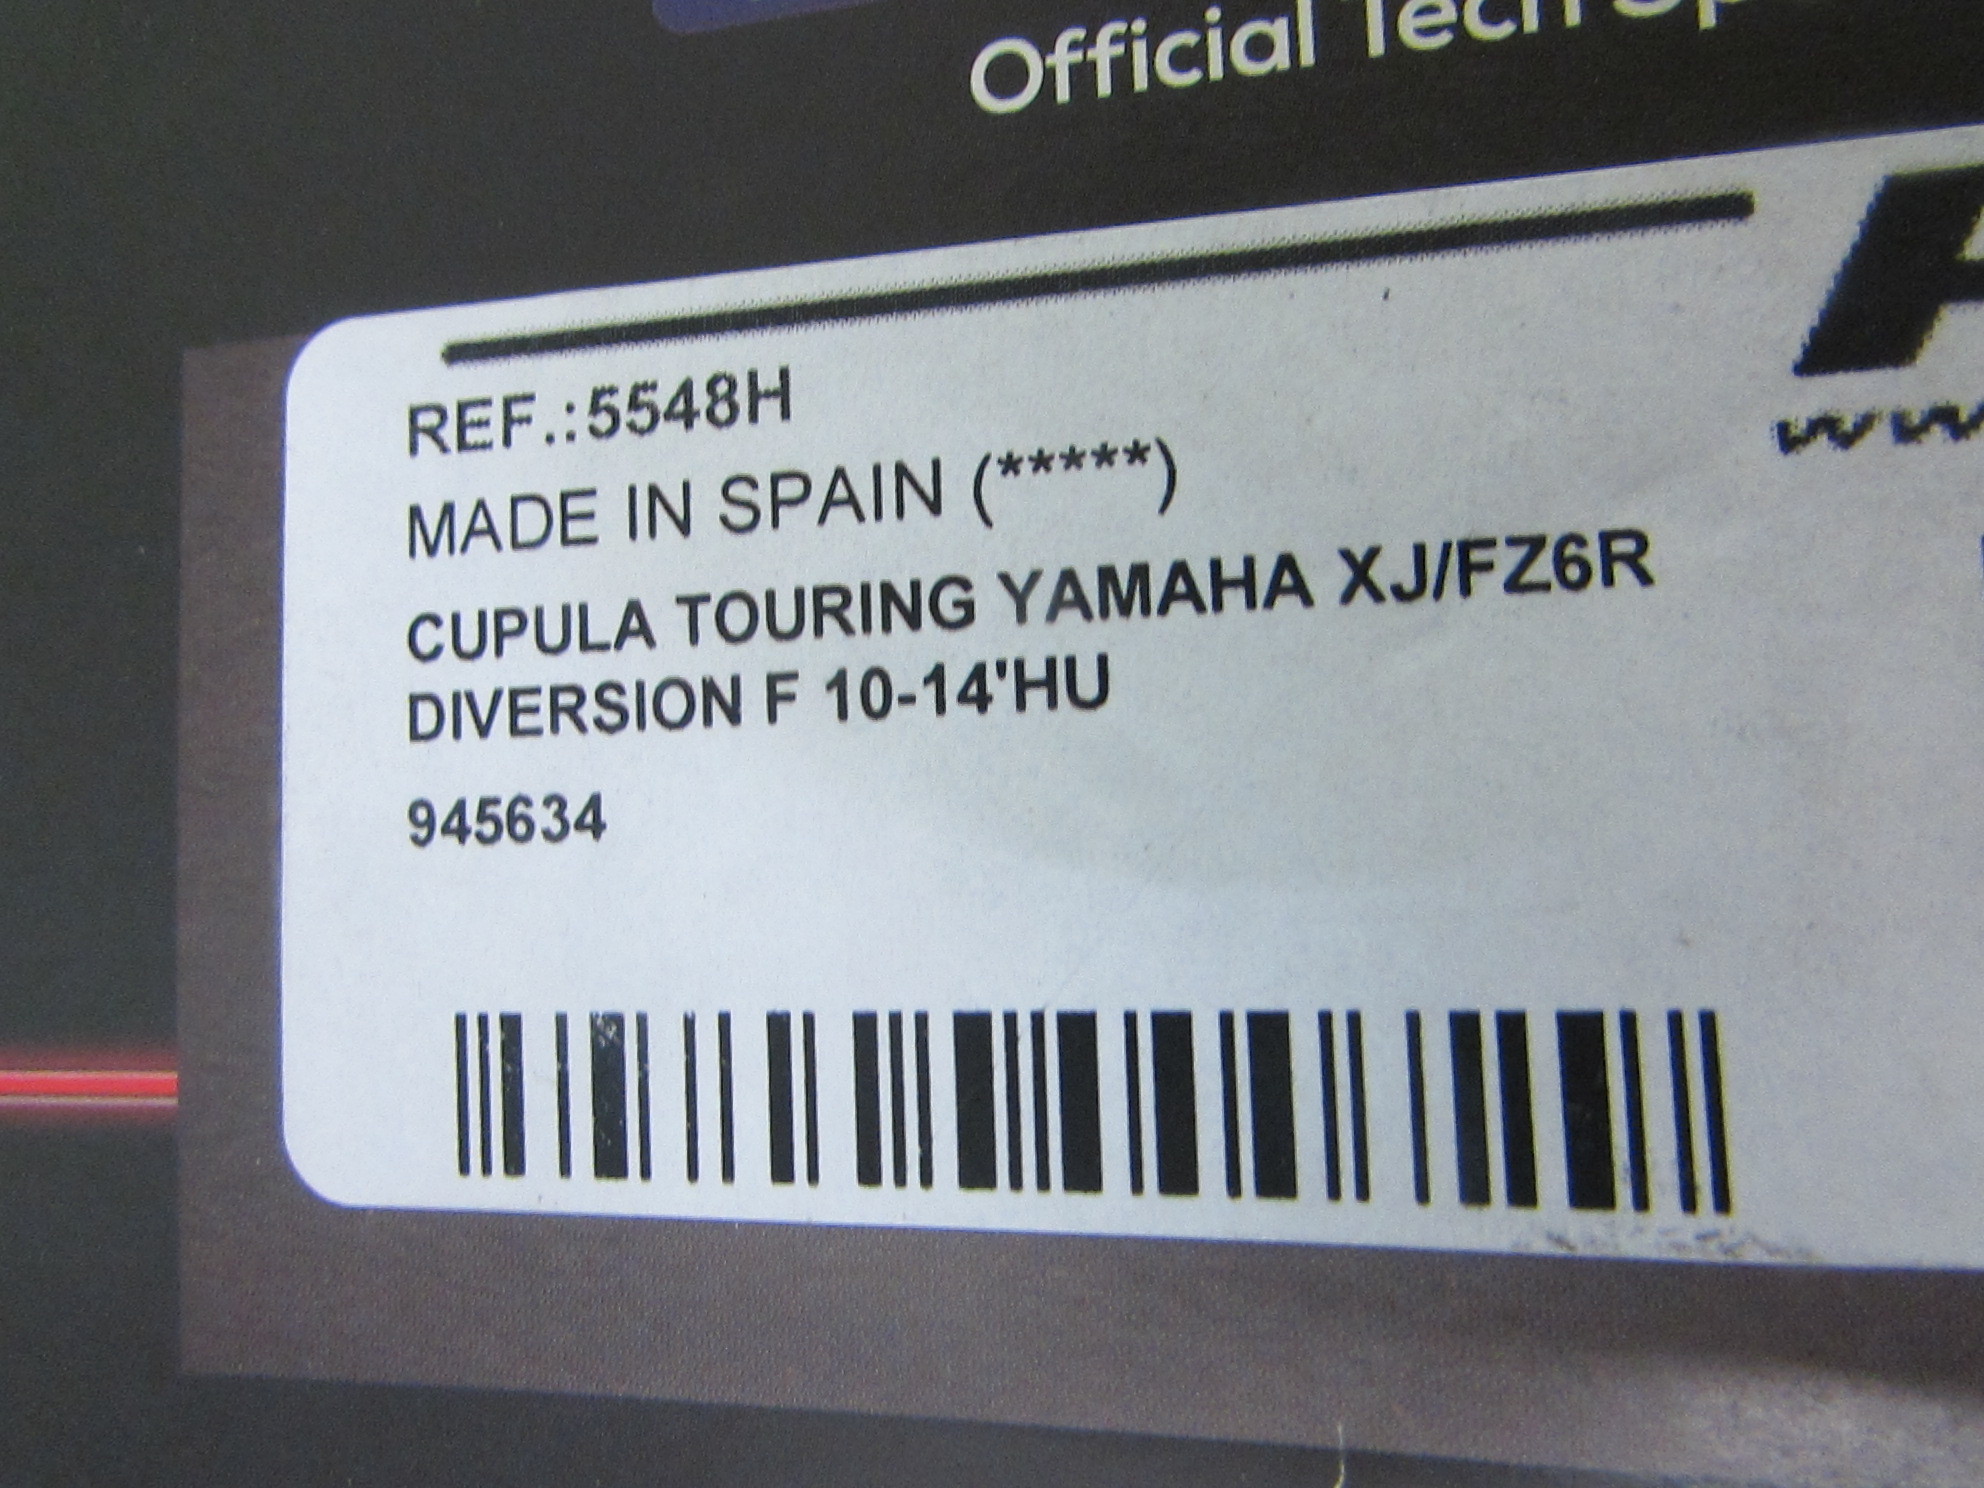 Official Tech
REF.:5548H
MADE IN SPAIN (*****)
CUPULA TOURING YAMAHA XJ/FZ6R
DIVERSION F 10-14'HU
945634